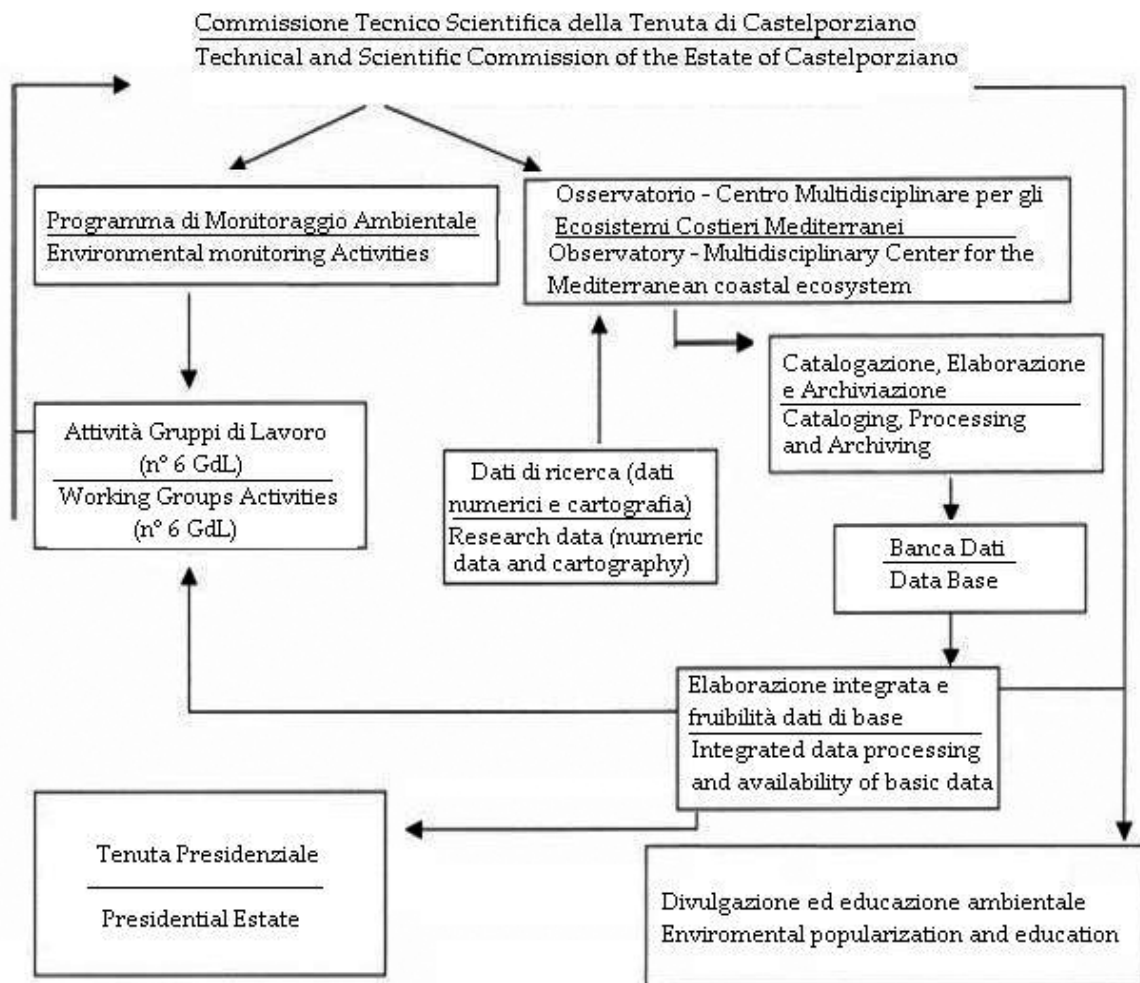 Commissione Tecnico Scientifica della Tenuta di Castelporziano
Technical and Scientific Commission of the Estate of Castelporziano
Programma di Monitoraggio Ambientale
Environmental monitoring Activities
Osservatorio - Centro Multidisciplinare per gli
Ecosistemi Costieri Mediterranei
Observatory - Multidisciplinary Center for the
Mediterranean coastal ecosystem
Catalogazione, Elaborazione
e Archiviazione
Cataloging, Processing
and Archiving
Attività Gruppi di Lavoro
(n° 6 GdL)
Working Groups Activities
(n° 6 GdL)
Dati di ricerca (dati
numerici e cartografia)
Research data (numeric
data and cartography)
Banca Dati
Data Base
Elaborazione integrata e
fruibilità dati di base
Integrated data processing
and availability of basic data
Tenuta Presidenziale
Presidential Estate
Divulgazione ed educazione ambientale
Enviromental popularization and education